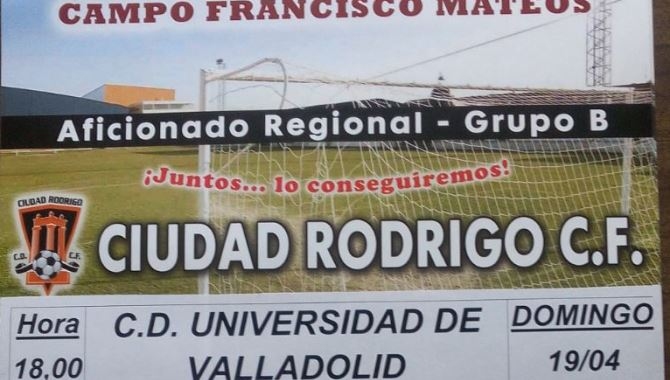 CAMPO FRANCISCO MATEOS
Aficionado Regional - Grupo B
¡Juntos... lo conseguiremos!
CIUDAD RODRIGO
C.D. C.F.
CIUDAD RODRIGO C.F.
Hora
C.D. UNIVERSIDAD DE
DOMINGO
18,00
VALLADOLID
19/04